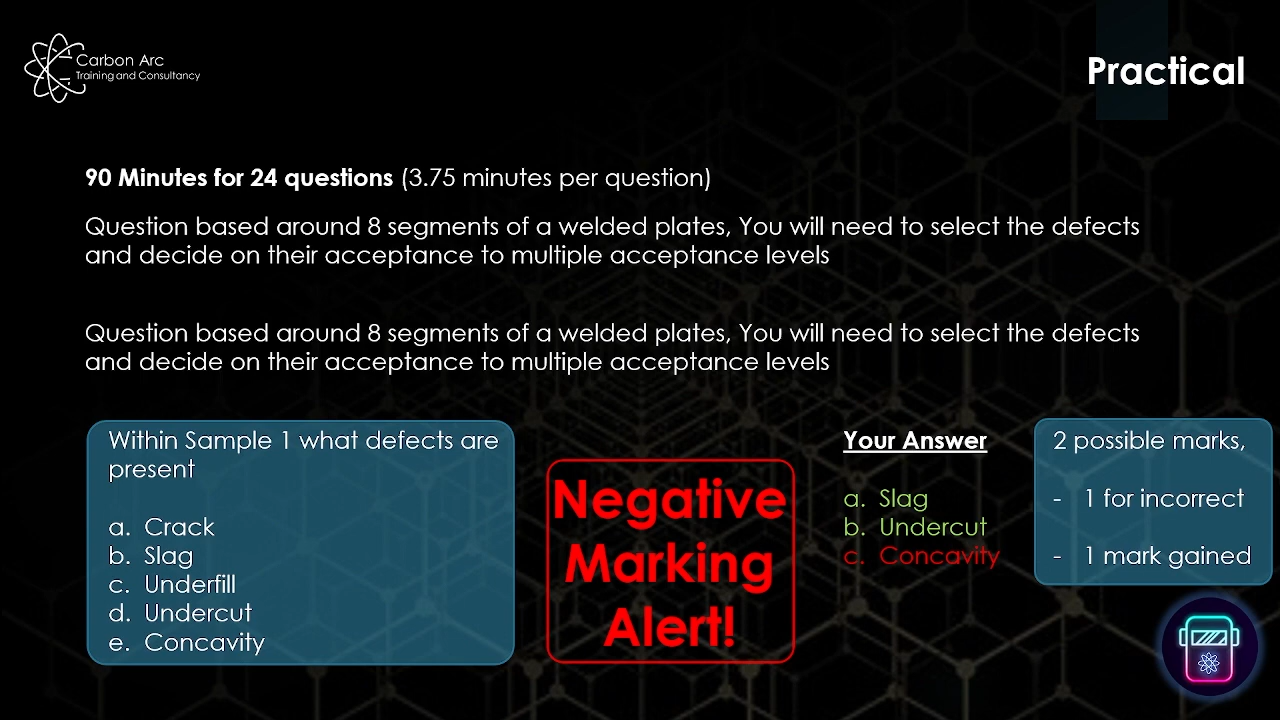 Carbon Arc
Training and Consultancy
Practical
90 Minutes for 24 questions (3.75 minutes per question)
Question based around 8 segments of a welded plates, You will need to select the defects
and decide on their acceptance to multiple acceptance levels
Question based around 8 segments of a welded plates, You will need to select the defects
and decide on their acceptance to multiple acceptance levels
Within Sample 1 what defects are
present
a. Crack
b. Slag
c. Underfill
d. Undercut
e. Concavity
Negative
Marking
Alert!
Your Answer
a. Slag
b. Undercut
c. Concavity
2 possible marks,
- 1 for incorrect
- 1 mark gained